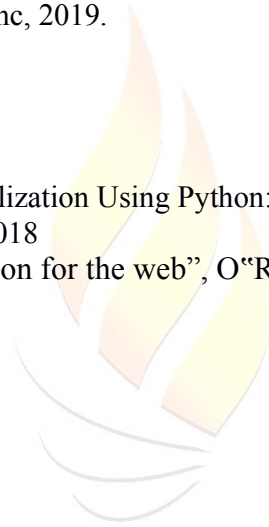 nc, 2019.
lization Using Python:
018
on for the web”, O‟R